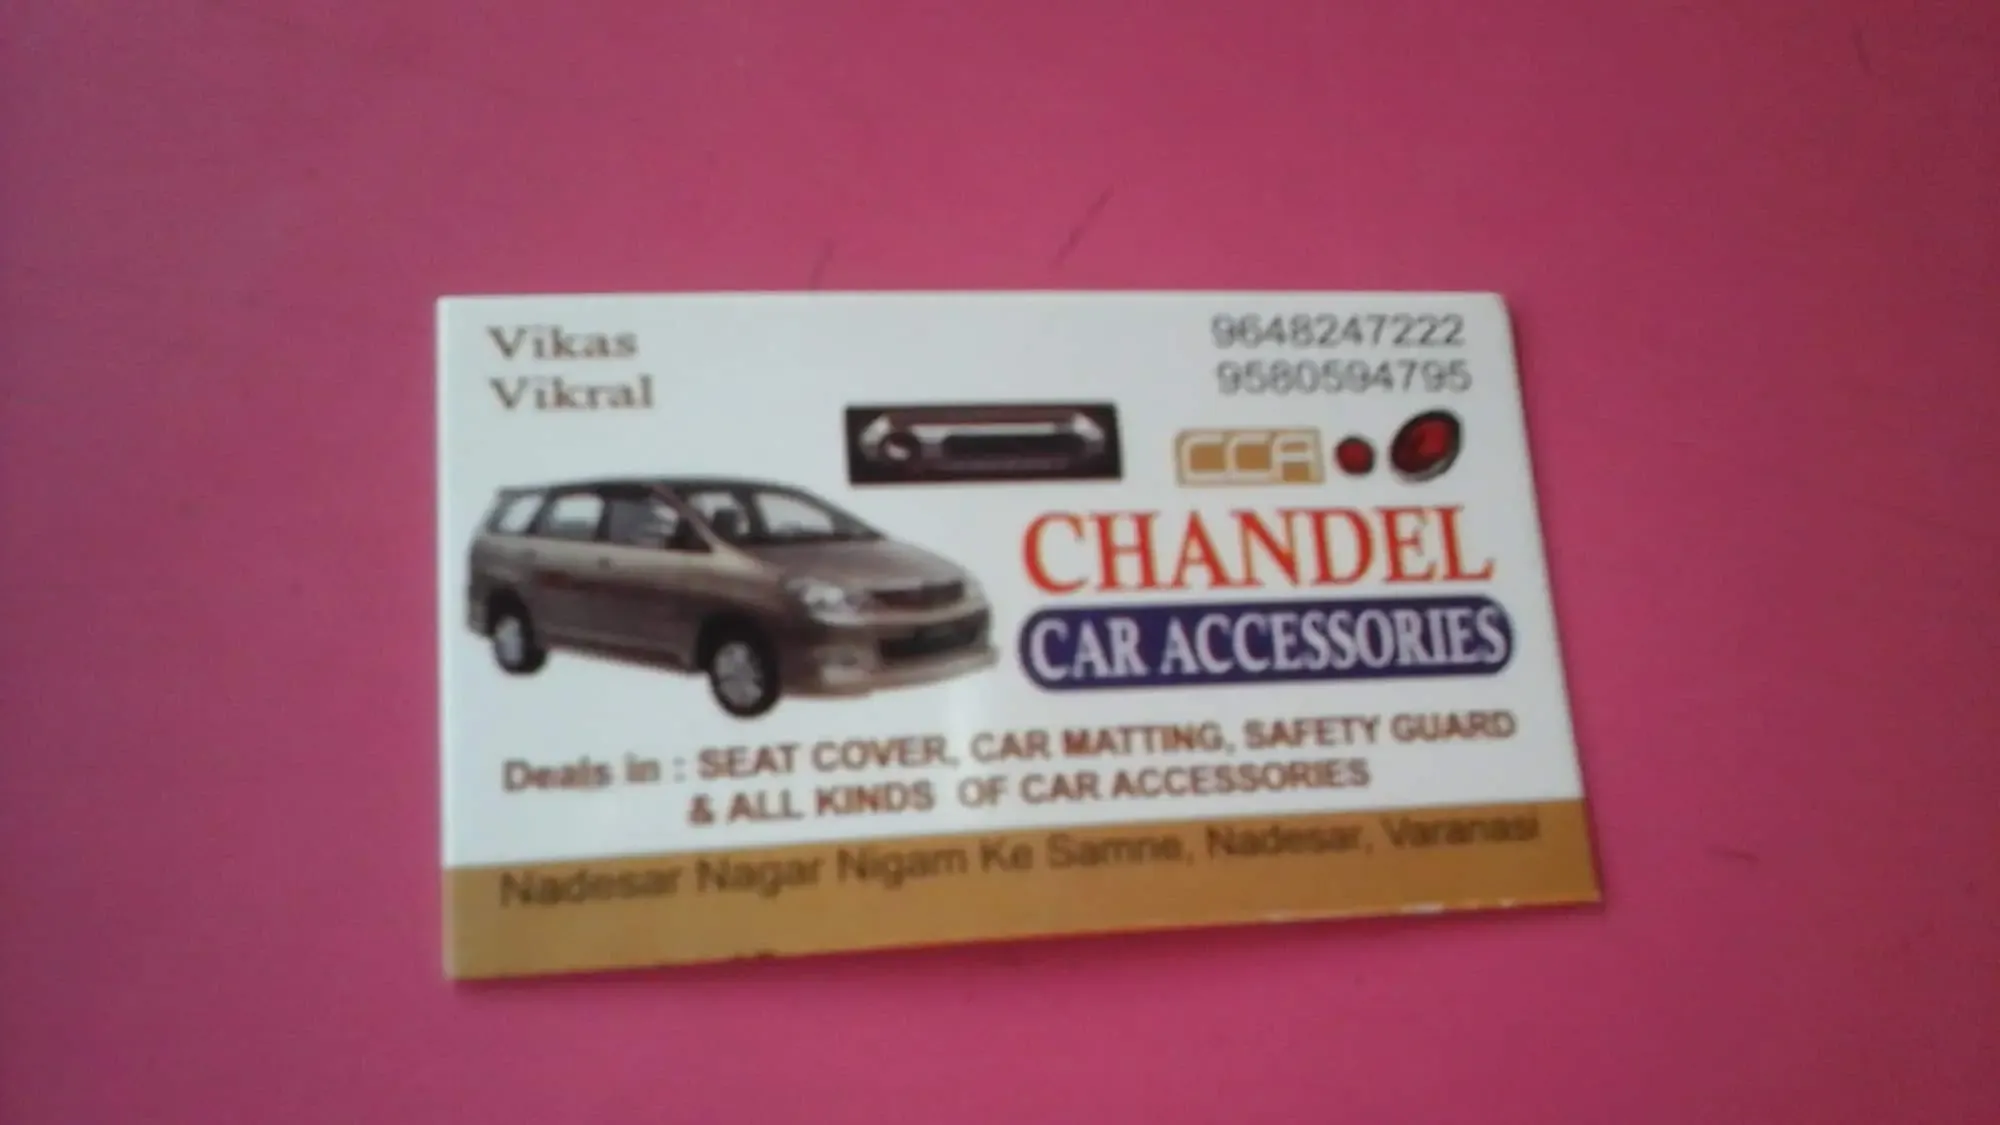 Vikas
Vikral
9648247222
9580594795
CCA
CHANDEL
CAR ACCESSORIES
Deals in : SEAT COVER, CAR MATTING, SAFETY GUARD
& ALL KINDS OF CAR ACCESSORIES
Nadesar Nagar Nigam Ke Samne, Nadesar, Varanasi